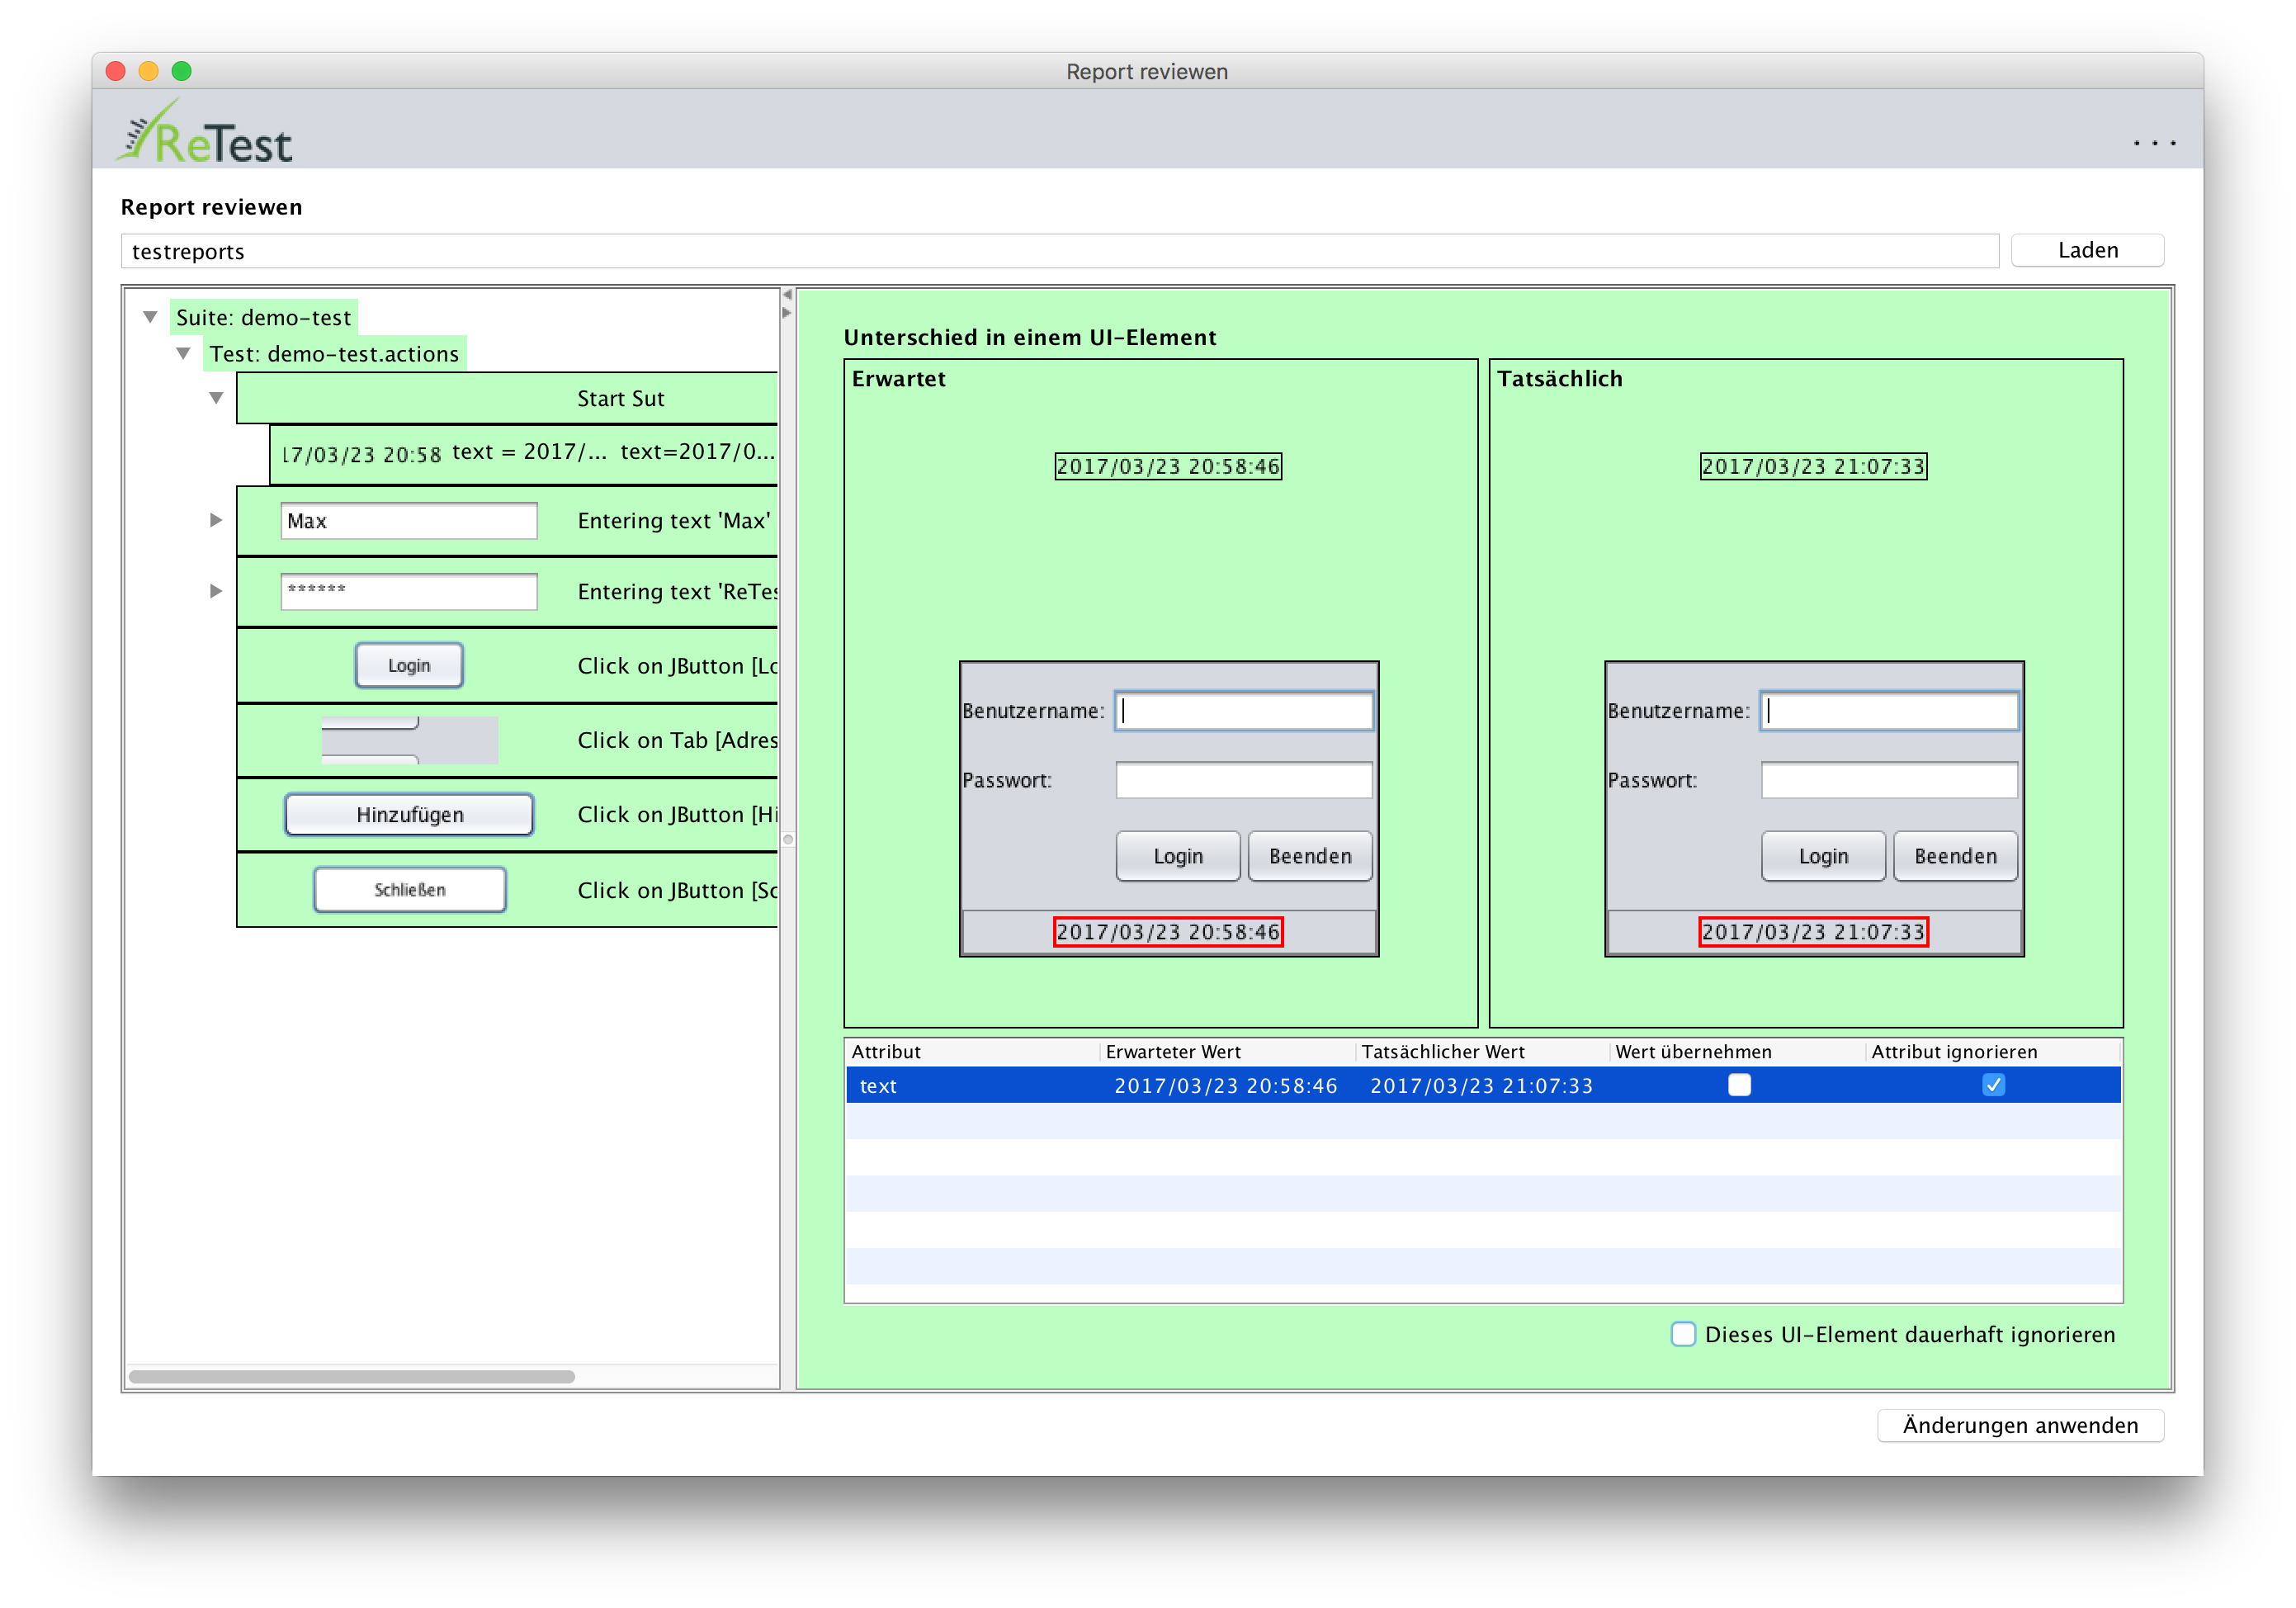 Report reviewen
ReTest
...
Report reviewen
testreports
Laden
Suite: demo-test
Test: demo-test.actions
Start Sut
17/03/23 20:58 text = 2017/... text=2017/0...
Max Entering text 'Max'
****** Entering text 'ReTes
Login Click on JButton [Lo
Click on Tab [Adres
Hinzufügen Click on JButton [Hi
Schließen Click on JButton [Sc
Unterschied in einem UI-Element
Erwartet
2017/03/23 20:58:46
Benutzername:
Passwort:
Login Beenden
2017/03/23 20:58:46
Tatsächlich
2017/03/23 21:07:33
Benutzername:
Passwort:
Login Beenden
2017/03/23 21:07:33
Attribut Erwarteter Wert Tatsächlicher Wert Wert übernehmen Attribut ignorieren
text 2017/03/23 20:58:46 2017/03/23 21:07:33
Dieses UI-Element dauerhaft ignorieren
Änderungen anwenden